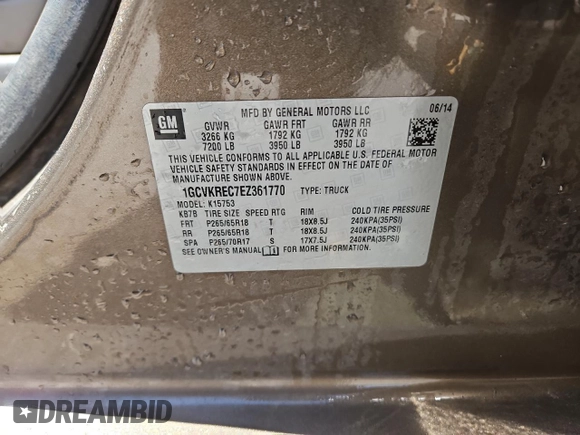 GM
MFD BY GENERAL MOTORS LLC
06/14
GVWR GAWR FRT GAWR RR
3266 KG 1792 KG 1792 KG
7200 LB 3950 LB 3950 LB
THIS VEHICLE CONFORMS TO ALL APPLICABLE U.S. FEDERAL MOTOR
VEHICLE SAFETY STANDARDS IN EFFECT ON THE DATE OF
MANUFACTURE SHOWN ABOVE.
1GCVKREC7EZ361770 TYPE: TRUCK
MODEL: K15753
KB7B TIRE SIZE SPEED RTG RIM COLD TIRE PRESSURE
FRT P265/65R18 T 18X8.5J 240KPA(35PSI)
RR P265/65R18 T 18X8.5J 240KPA(35PSI)
SPA P265/70R17 S 17X7.5J 240KPA(35PSI)
SEE OWNER'S MANUAL FOR MORE INFORMATION.
DREAMBID